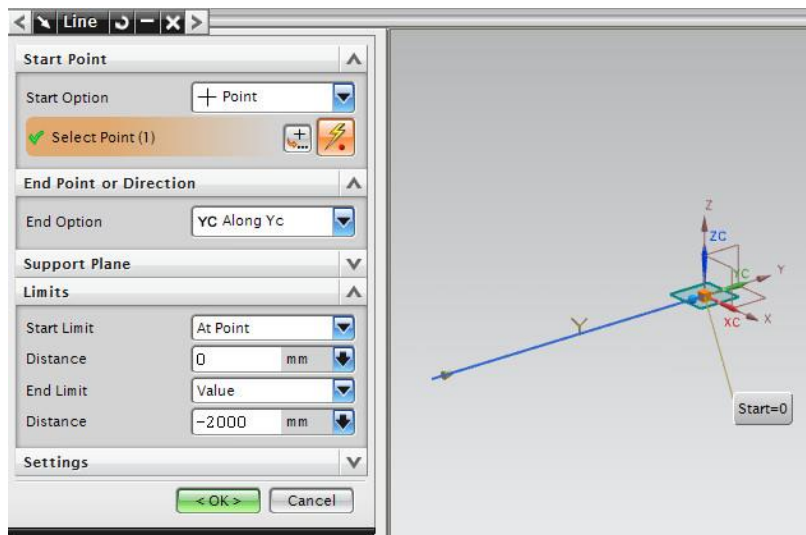 Line
Start Point
Start Option
Point
Select Point (1)
End Point or Direction
End Option
YC Along Yc
Support Plane
Limits
Start Limit
At Point
Distance
0 mm
End Limit
Value
Distance
-2000 mm
Settings
< OK >
Cancel
Z
ZC
YC
Y
XC
X
Y
Start=0